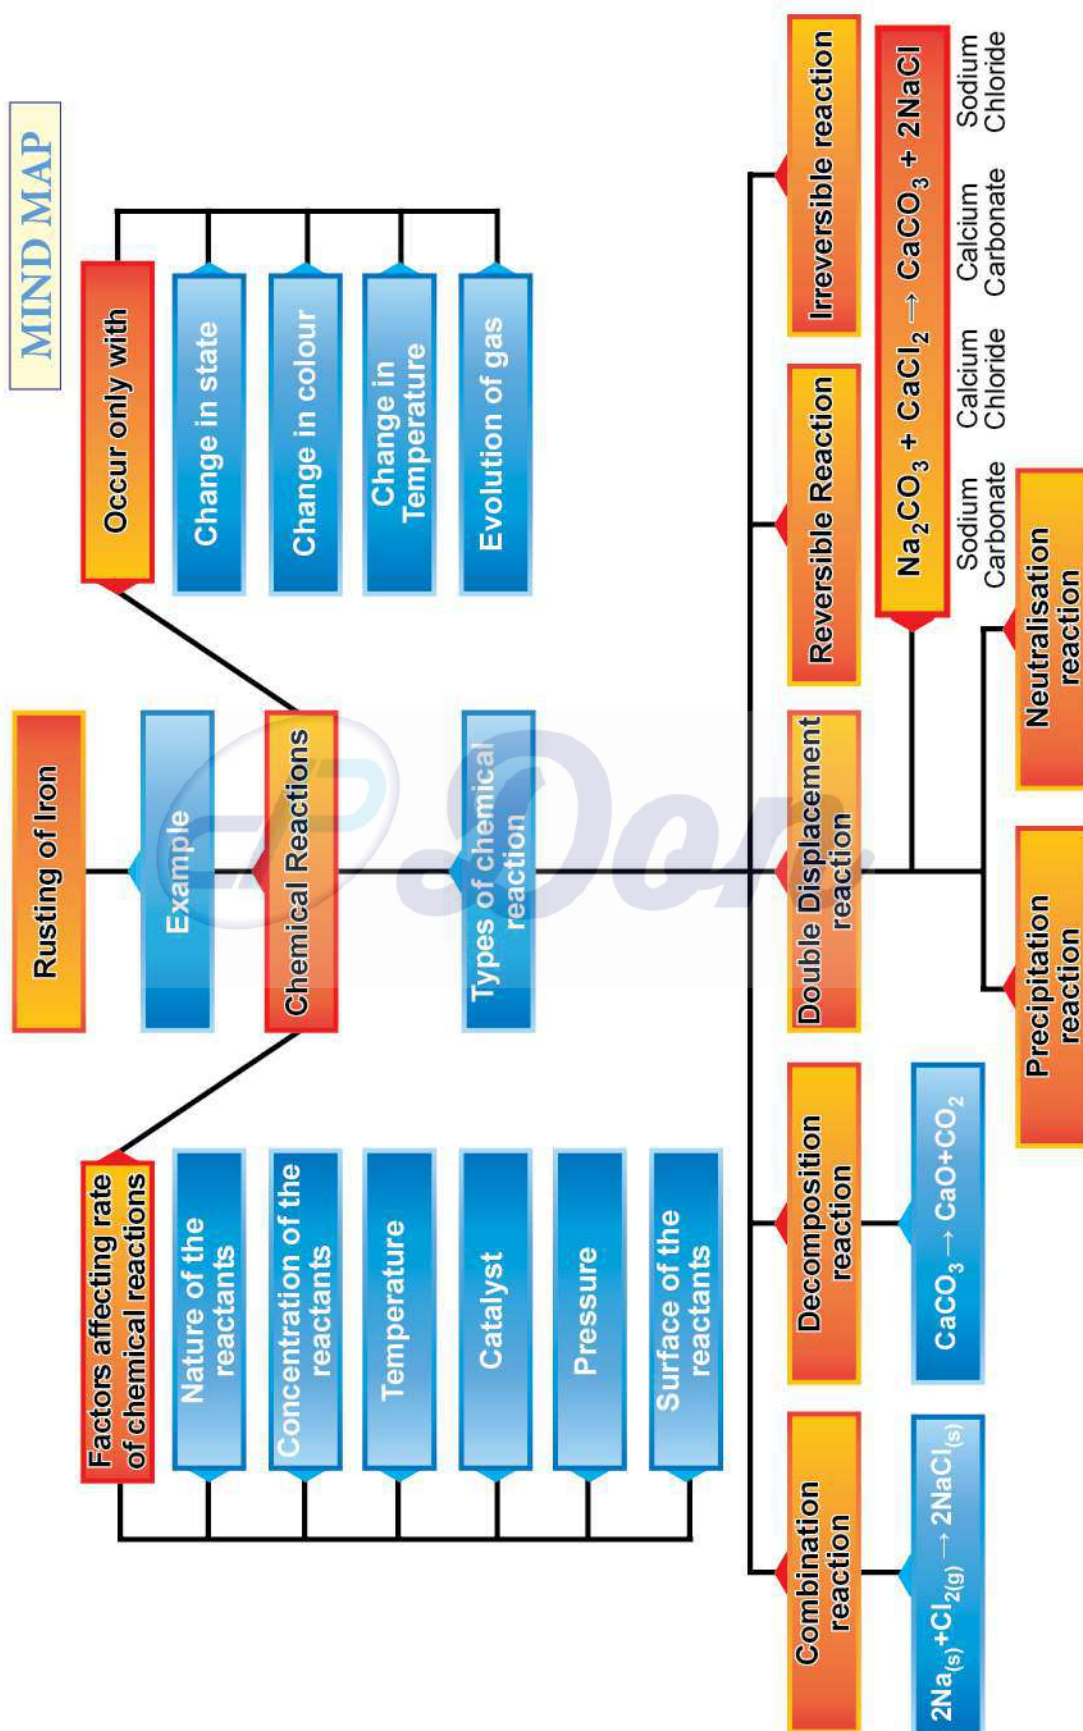 MIND MAP
Rusting of Iron
Example
Chemical Reactions
Factors affecting rate
of chemical reactions
Nature of the
reactants
Concentration of the
reactants
Temperature
Catalyst
Pressure
Surface of the
reactants
Occur only with
Change in state
Change in colour
Change in
Temperature
Evolution of gas
Types of chemical
reaction
Combination
reaction
2Na(s)+Cl2(g) → 2NaCl(s)
Decomposition
reaction
CaCO3 → CaO+CO2
Double Displacement
reaction
Reversible Reaction
Irreversible reaction
Na2CO3 + CaCl2 → CaCO3 + 2NaCl
Sodium Calcium Calcium Sodium
Carbonate Chloride Carbonate Chloride
Precipitation
reaction
Neutralisation
reaction
Don